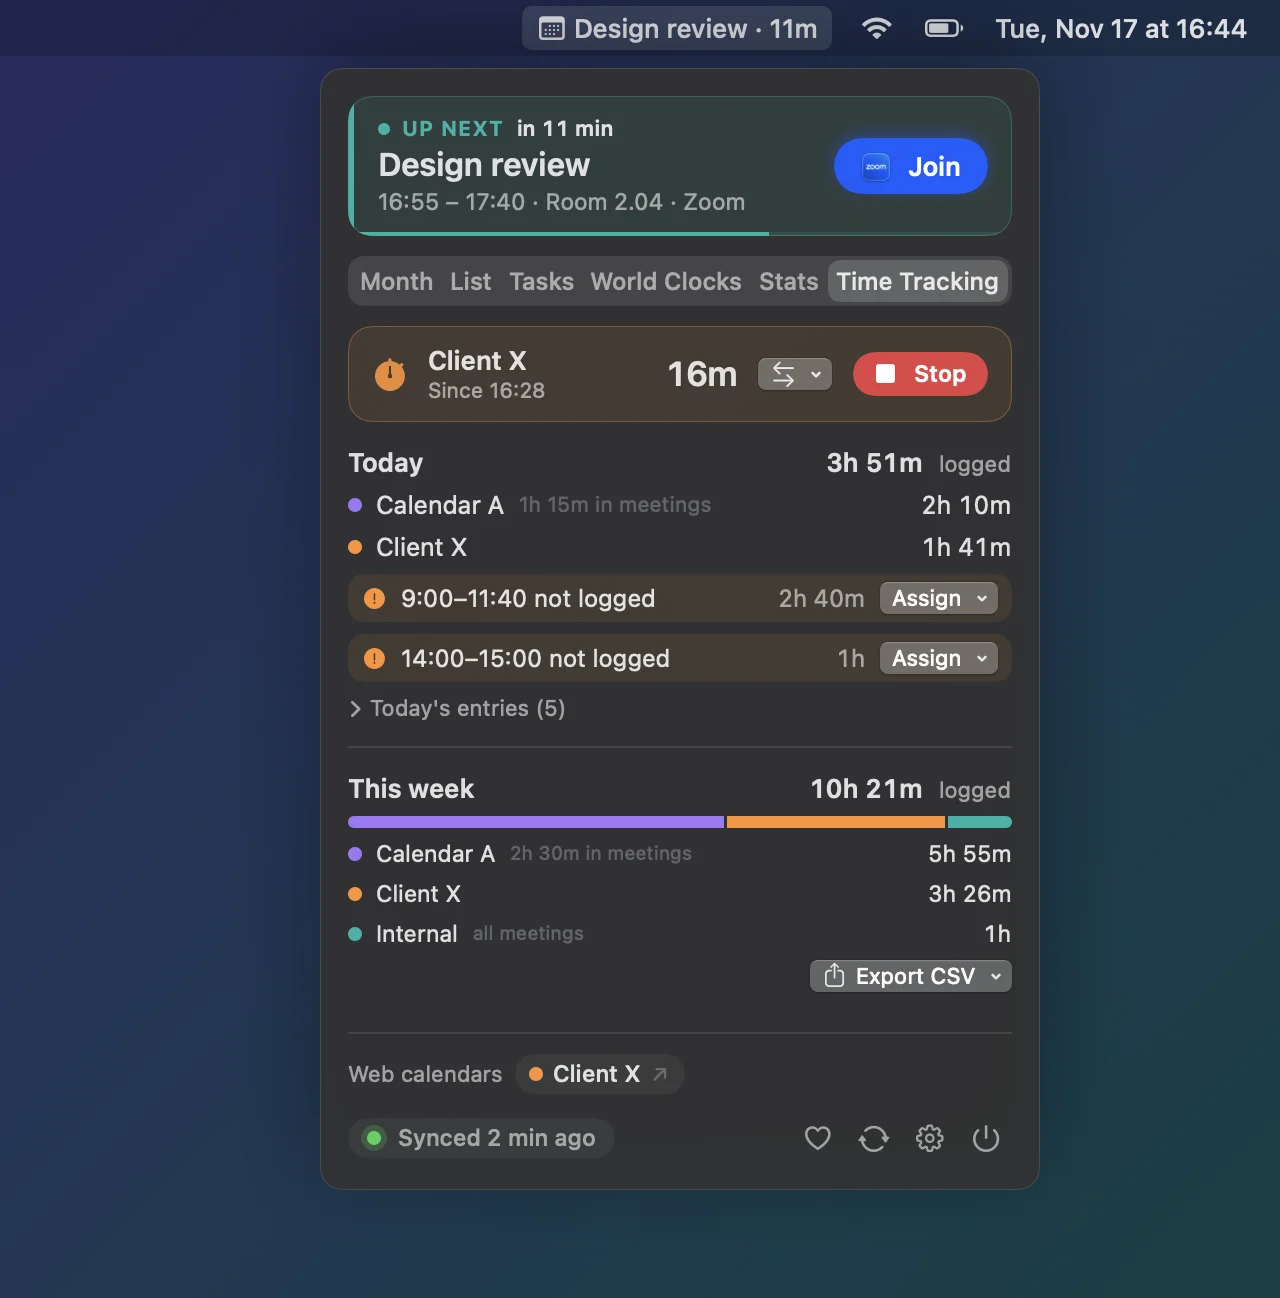 Design review · 11m Tue, Nov 17 at 16:44
UP NEXT in 11 min
Design review
16:55 – 17:40 · Room 2.04 · Zoom
zoom Join
Month List Tasks World Clocks Stats Time Tracking
Client X
Since 16:28
16m
Stop
Today 3h 51m logged
Calendar A 1h 15m in meetings 2h 10m
Client X 1h 41m
9:00–11:40 not logged 2h 40m Assign
14:00–15:00 not logged 1h Assign
Today's entries (5)
This week 10h 21m logged
Calendar A 2h 30m in meetings 5h 55m
Client X 3h 26m
Internal all meetings 1h
Export CSV
Web calendars Client X
Synced 2 min ago